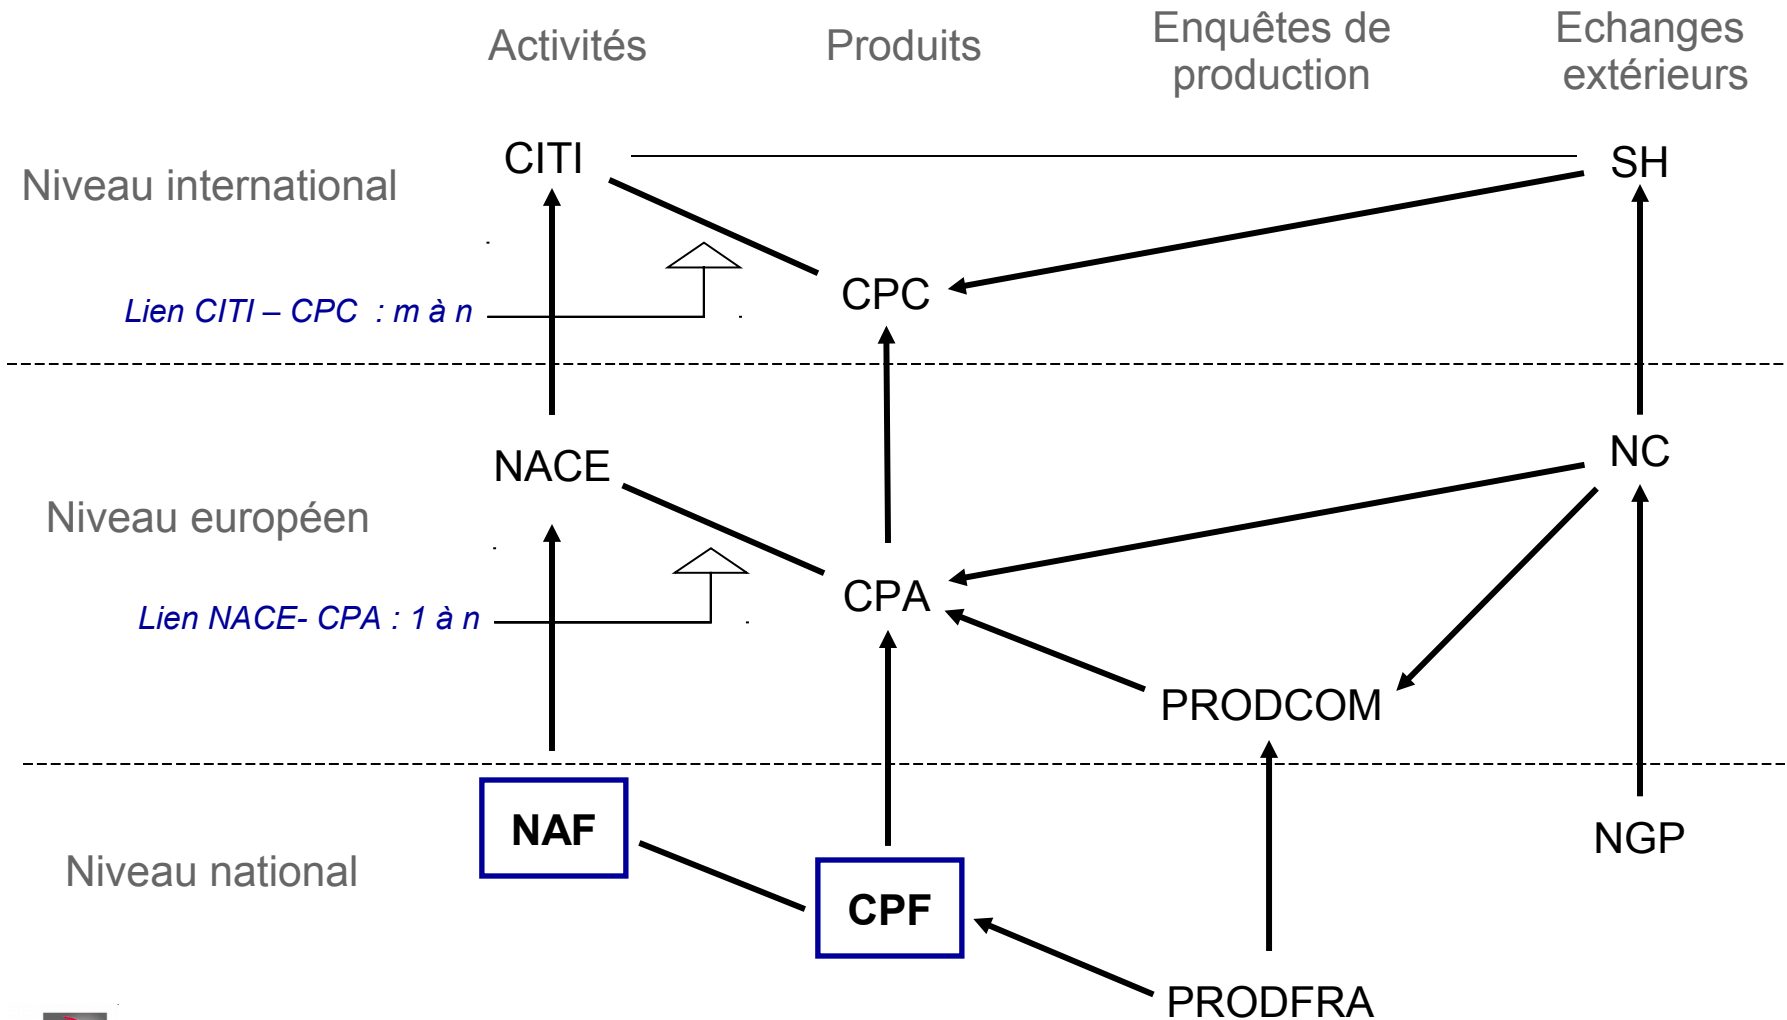 Activités
Produits
Enquêtes de
production
Echanges
extérieurs
Niveau international
CITI
SH
CPC
Lien CITI – CPC : m à n
NACE
NC
Niveau européen
CPA
Lien NACE- CPA : 1 à n
PRODCOM
NAF
NGP
Niveau national
CPF
PRODFRA